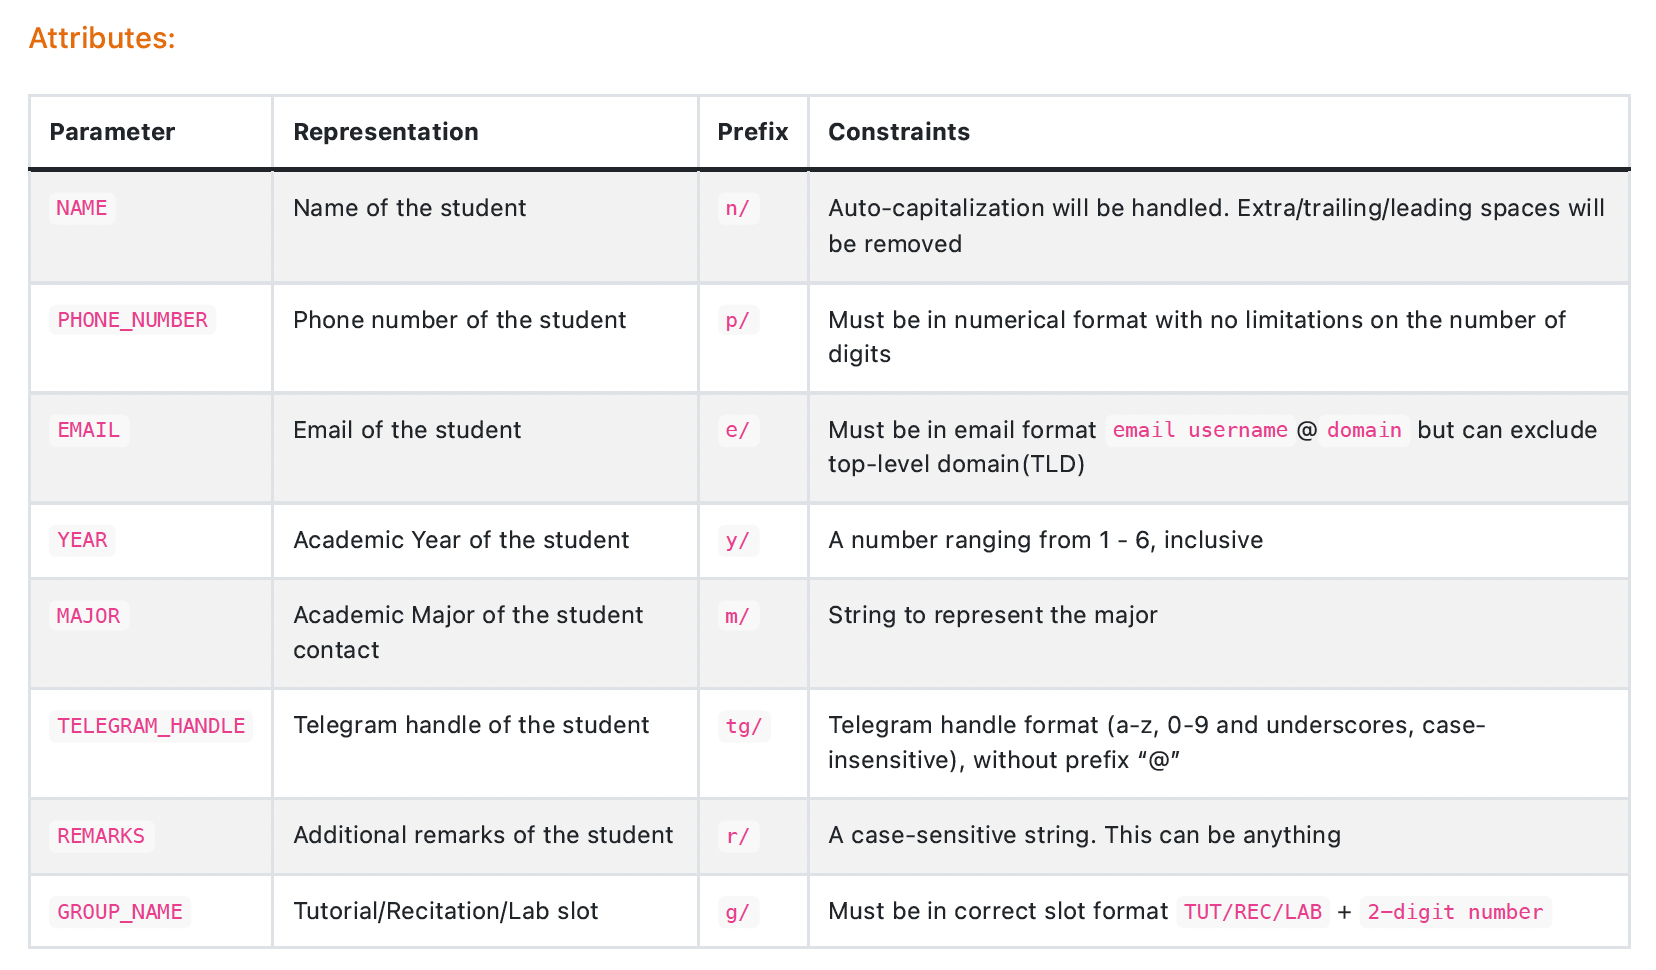 Attributes:
Parameter Representation Prefix Constraints
NAME Name of the student n/ Auto-capitalization will be handled. Extra/trailing/leading spaces will
be removed
PHONE_NUMBER Phone number of the student p/ Must be in numerical format with no limitations on the number of
digits
EMAIL Email of the student e/ Must be in email format email username @ domain but can exclude
top-level domain(TLD)
YEAR Academic Year of the student y/ A number ranging from 1 - 6, inclusive
MAJOR Academic Major of the student m/ String to represent the major
contact
TELEGRAM_HANDLE Telegram handle of the student tg/ Telegram handle format (a-z, 0-9 and underscores, case-
insensitive), without prefix “@”
REMARKS Additional remarks of the student r/ A case-sensitive string. This can be anything
GROUP_NAME Tutorial/Recitation/Lab slot g/ Must be in correct slot format TUT/REC/LAB + 2-digit number